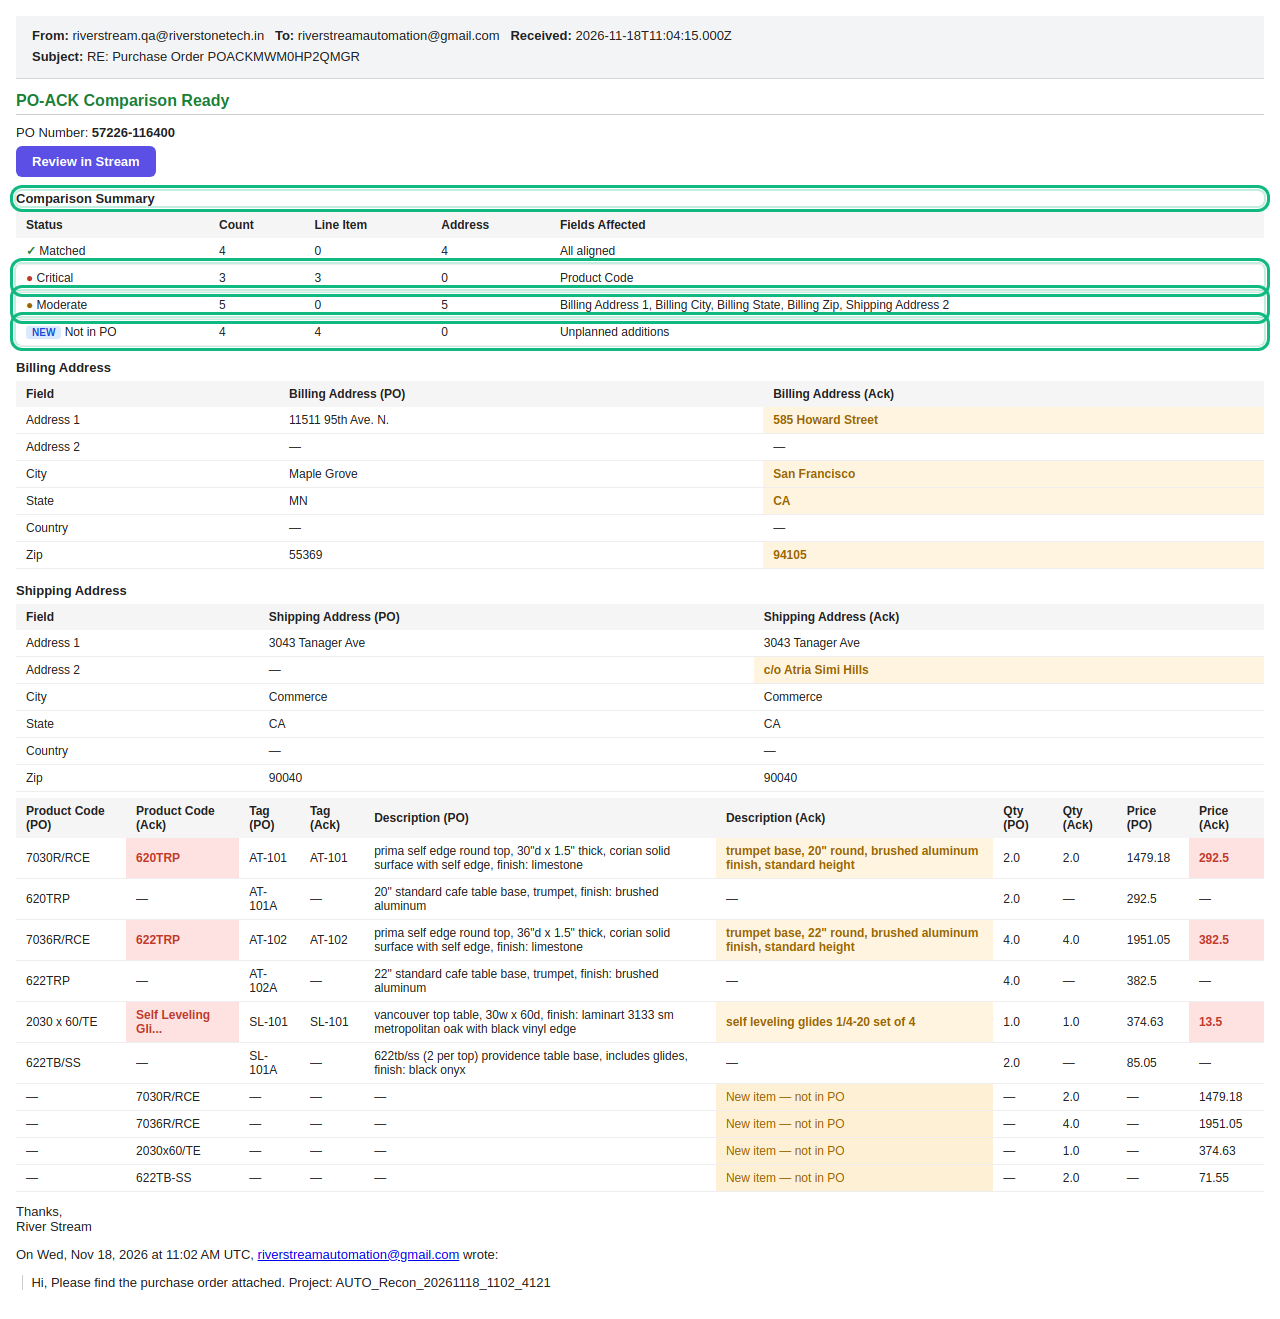 From: riverstream.qa@riverstonetech.in To: riverstreamautomation@gmail.com Received: 2026-11-18T11:04:15.000Z
Subject: RE: Purchase Order POACKMWM0HP2QMGR
PO-ACK Comparison Ready
PO Number: 57226-116400
Review in Stream
Comparison Summary
Status Count Line Item Address Fields Affected
✓ Matched 4 0 4 All aligned
● Critical 3 3 0 Product Code
● Moderate 5 0 5 Billing Address 1, Billing City, Billing State, Billing Zip, Shipping Address 2
NEW Not in PO 4 4 0 Unplanned additions
Billing Address
Field Billing Address (PO) Billing Address (Ack)
Address 1 11511 95th Ave. N. 585 Howard Street
Address 2 — —
City Maple Grove San Francisco
State MN CA
Country — —
Zip 55369 94105
Shipping Address
Field Shipping Address (PO) Shipping Address (Ack)
Address 1 3043 Tanager Ave 3043 Tanager Ave
Address 2 — c/o Atria Simi Hills
City Commerce Commerce
State CA CA
Country — —
Zip 90040 90040
Product Code Product Code Tag Tag Description (PO) Description (Ack) Qty Qty Price Price
(PO) (Ack) (PO) (Ack) (PO) (Ack) (PO) (Ack)
7030R/RCE 620TRP AT-101 AT-101 prima self edge round top, 30"d x 1.5" thick, corian solid trumpet base, 20" round, brushed aluminum 2.0 2.0 1479.18 292.5
surface with self edge, finish: limestone finish, standard height
620TRP — AT- — 20" standard cafe table base, trumpet, finish: brushed — 2.0 — 292.5 —
101A aluminum
7036R/RCE 622TRP AT-102 AT-102 prima self edge round top, 36"d x 1.5" thick, corian solid trumpet base, 22" round, brushed aluminum 4.0 4.0 1951.05 382.5
surface with self edge, finish: limestone finish, standard height
622TRP — AT- — 22" standard cafe table base, trumpet, finish: brushed — 4.0 — 382.5 —
102A aluminum
2030 x 60/TE Self Leveling SL-101 SL-101 vancouver top table, 30w x 60d, finish: laminart 3133 sm self leveling glides 1/4-20 set of 4 1.0 1.0 374.63 13.5
Gli... metropolitan oak with black vinyl edge
622TB/SS — SL- — 622tb/ss (2 per top) providence table base, includes glides, — 2.0 — 85.05 —
101A finish: black onyx
— 7030R/RCE — — — New item — not in PO — 2.0 — 1479.18
— 7036R/RCE — — — New item — not in PO — 4.0 — 1951.05
— 2030x60/TE — — — New item — not in PO — 1.0 — 374.63
— 622TB-SS — — — New item — not in PO — 2.0 — 71.55
Thanks,
River Stream
On Wed, Nov 18, 2026 at 11:02 AM UTC, riverstreamautomation@gmail.com wrote:
Hi, Please find the purchase order attached. Project: AUTO_Recon_20261118_1102_4121